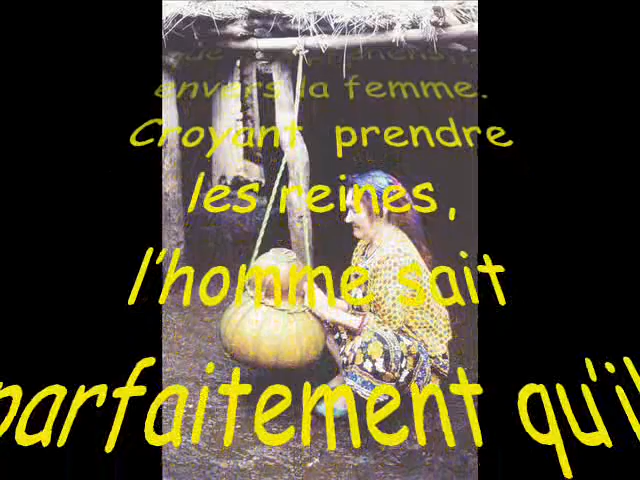 envers la femme.
Croyant prendre
les reines,
l'homme sait
parfaitement qu'il